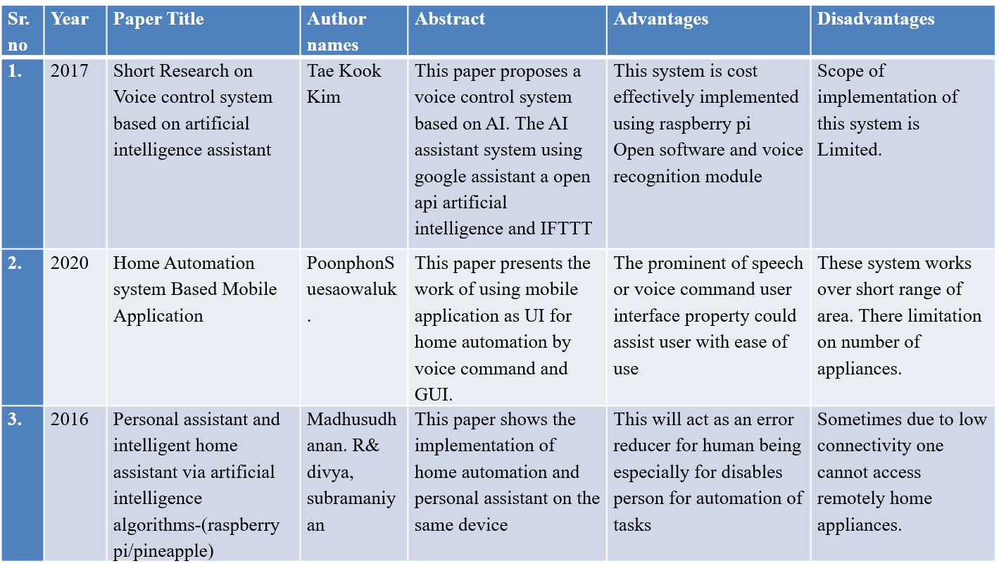 Sr.
no
Year
Paper Title
Author
names
Abstract
Advantages
Disadvantages
1.
2017
Short Research on
Voice control system
based on artificial
intelligence assistant
Tae Kook
Kim
This paper proposes a
voice control system
based on AI. The AI
assistant system using
google assistant a open
api artificial
intelligence and IFTTT
This system is cost
effectively implemented
using raspberry pi
Open software and voice
recognition module
Scope of
implementation of
this system is
Limited.
2.
2020
Home Automation
system Based Mobile
Application
PoonphonS
uesaowaluk
.
This paper presents the
work of using mobile
application as UI for
home automation by
voice command and
GUI.
The prominent of speech
or voice command user
interface property could
assist user with ease of
use
These system works
over short range of
area. There limitation
on number of
appliances.
3.
2016
Personal assistant and
intelligent home
assistant via artificial
intelligence
algorithms-(raspberry
pi/pineapple)
Madhusudh
anan. R&
divya,
subramaniy
an
This paper shows the
implementation of
home automation and
personal assistant on the
same device
This will act as an error
reducer for human being
especially for disables
person for automation of
tasks
Sometimes due to low
connectivity one
cannot access
remotely home
appliances.